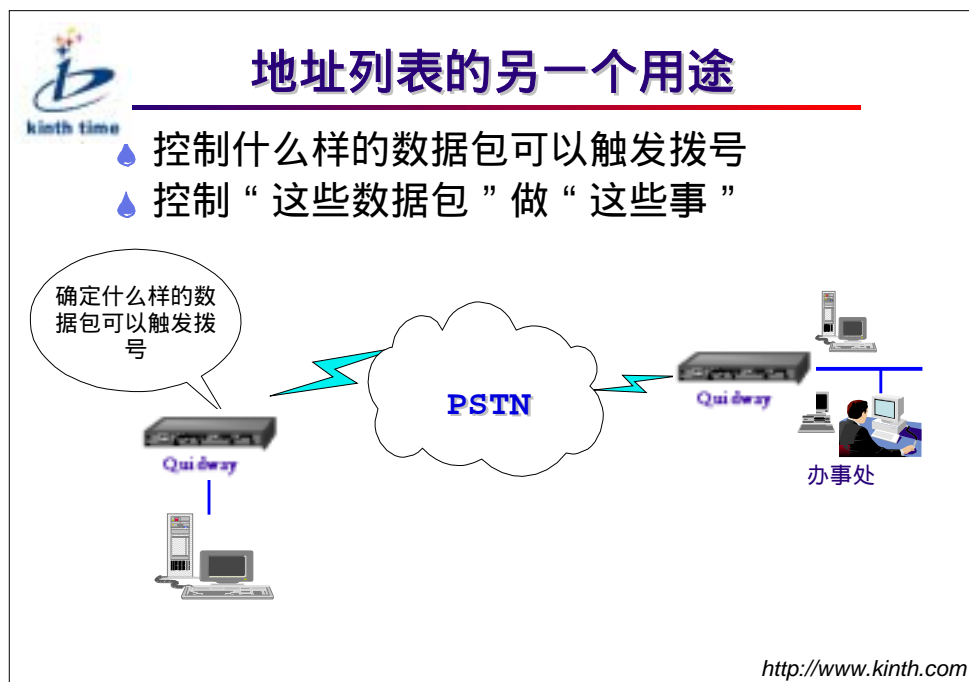 地址列表的另一个用途
kinth time
控制什么样的数据包可以触发拨号
控制“这些数据包”做“这些事”
确定什么样的数
据包可以触发拨
号
PSTN
Quidway
Quidway
办事处
http://www.kinth.com